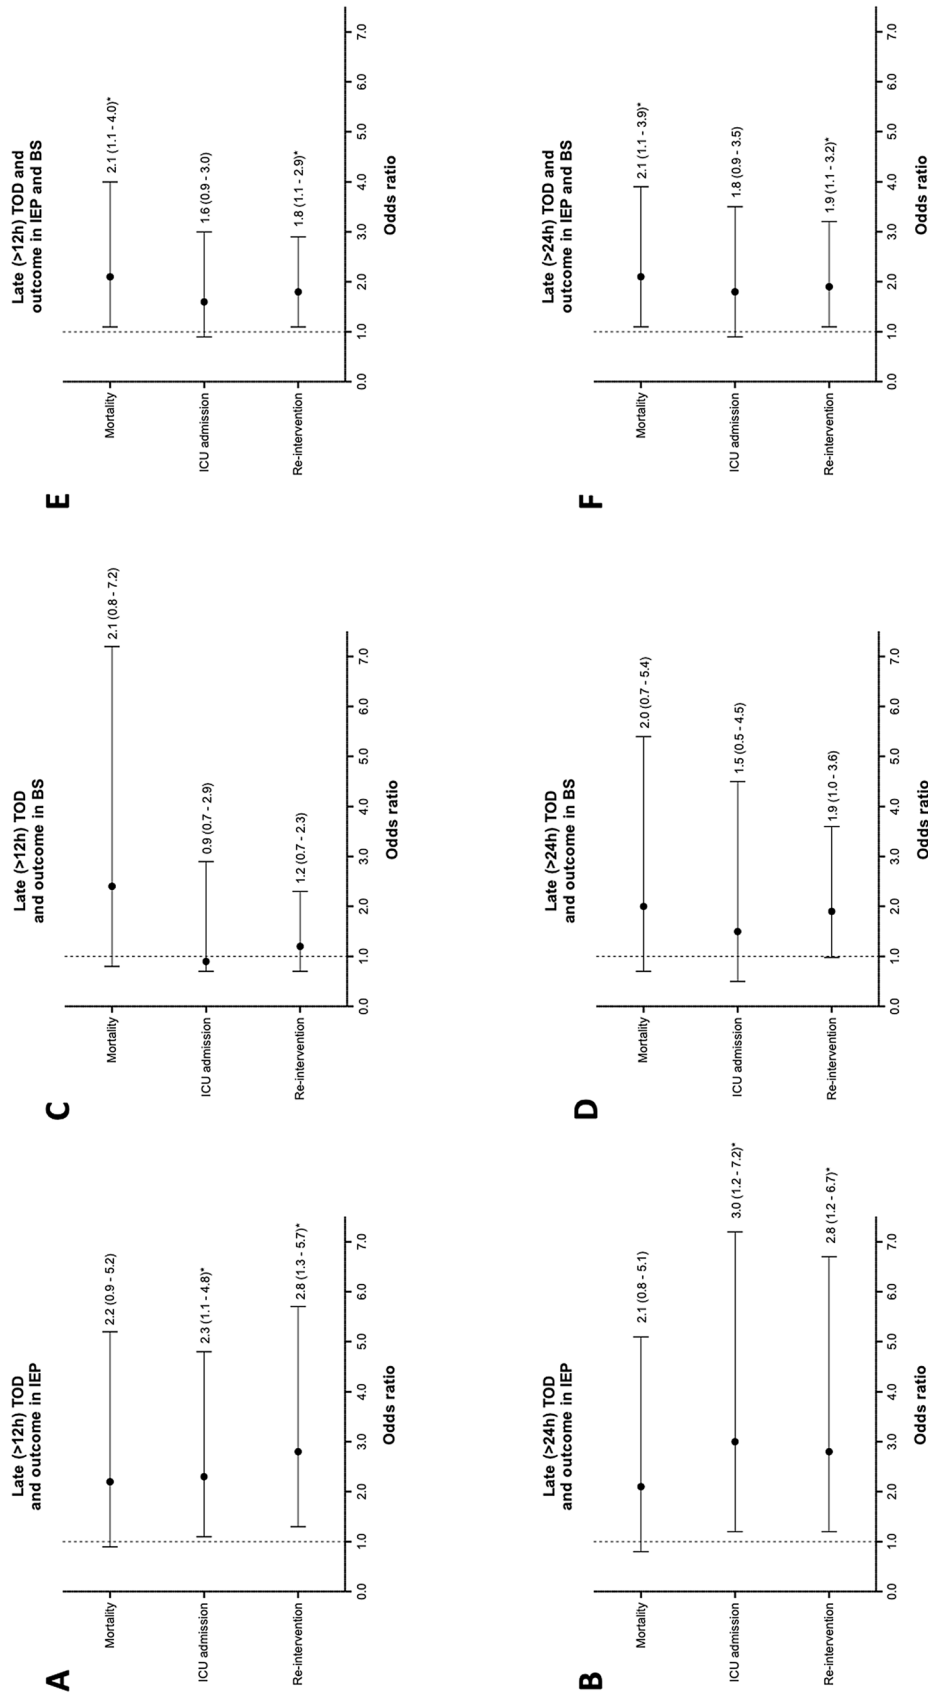 A
Late (>12h) TOD
and outcome in IEP
Mortality
2.2 (0.9 - 5.2)
ICU admission
2.3 (1.1 - 4.8)*
Re-intervention
2.8 (1.3 - 5.7)*
0.0 1.0 2.0 3.0 4.0 5.0 6.0 7.0
Odds ratio
C
Late (>12h) TOD
and outcome in BS
Mortality
2.1 (0.8 - 7.2)
ICU admission
0.9 (0.7 - 2.9)
Re-intervention
1.2 (0.7 - 2.3)
0.0 1.0 2.0 3.0 4.0 5.0 6.0 7.0
Odds ratio
E
Late (>12h) TOD and
outcome in IEP and BS
Mortality
2.1 (1.1 - 4.0)*
ICU admission
1.6 (0.9 - 3.0)
Re-intervention
1.8 (1.1 - 2.9)*
0.0 1.0 2.0 3.0 4.0 5.0 6.0 7.0
Odds ratio
B
Late (>24h) TOD
and outcome in IEP
Mortality
2.1 (0.8 - 5.1)
ICU admission
3.0 (1.2 - 7.2)*
Re-intervention
2.8 (1.2 - 6.7)*
0.0 1.0 2.0 3.0 4.0 5.0 6.0 7.0
Odds ratio
D
Late (>24h) TOD
and outcome in BS
Mortality
2.0 (0.7 - 5.4)
ICU admission
1.5 (0.5 - 4.5)
Re-intervention
1.9 (1.0 - 3.6)
0.0 1.0 2.0 3.0 4.0 5.0 6.0 7.0
Odds ratio
F
Late (>24h) TOD and
outcome in IEP and BS
Mortality
2.1 (1.1 - 3.9)*
ICU admission
1.8 (0.9 - 3.5)
Re-intervention
1.9 (1.1 - 3.2)*
0.0 1.0 2.0 3.0 4.0 5.0 6.0 7.0
Odds ratio